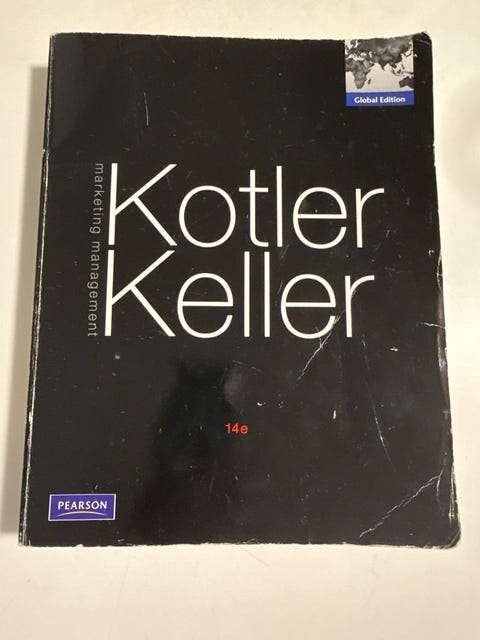 Global Edition
marketing management
Kotler
Keller
14e
PEARSON